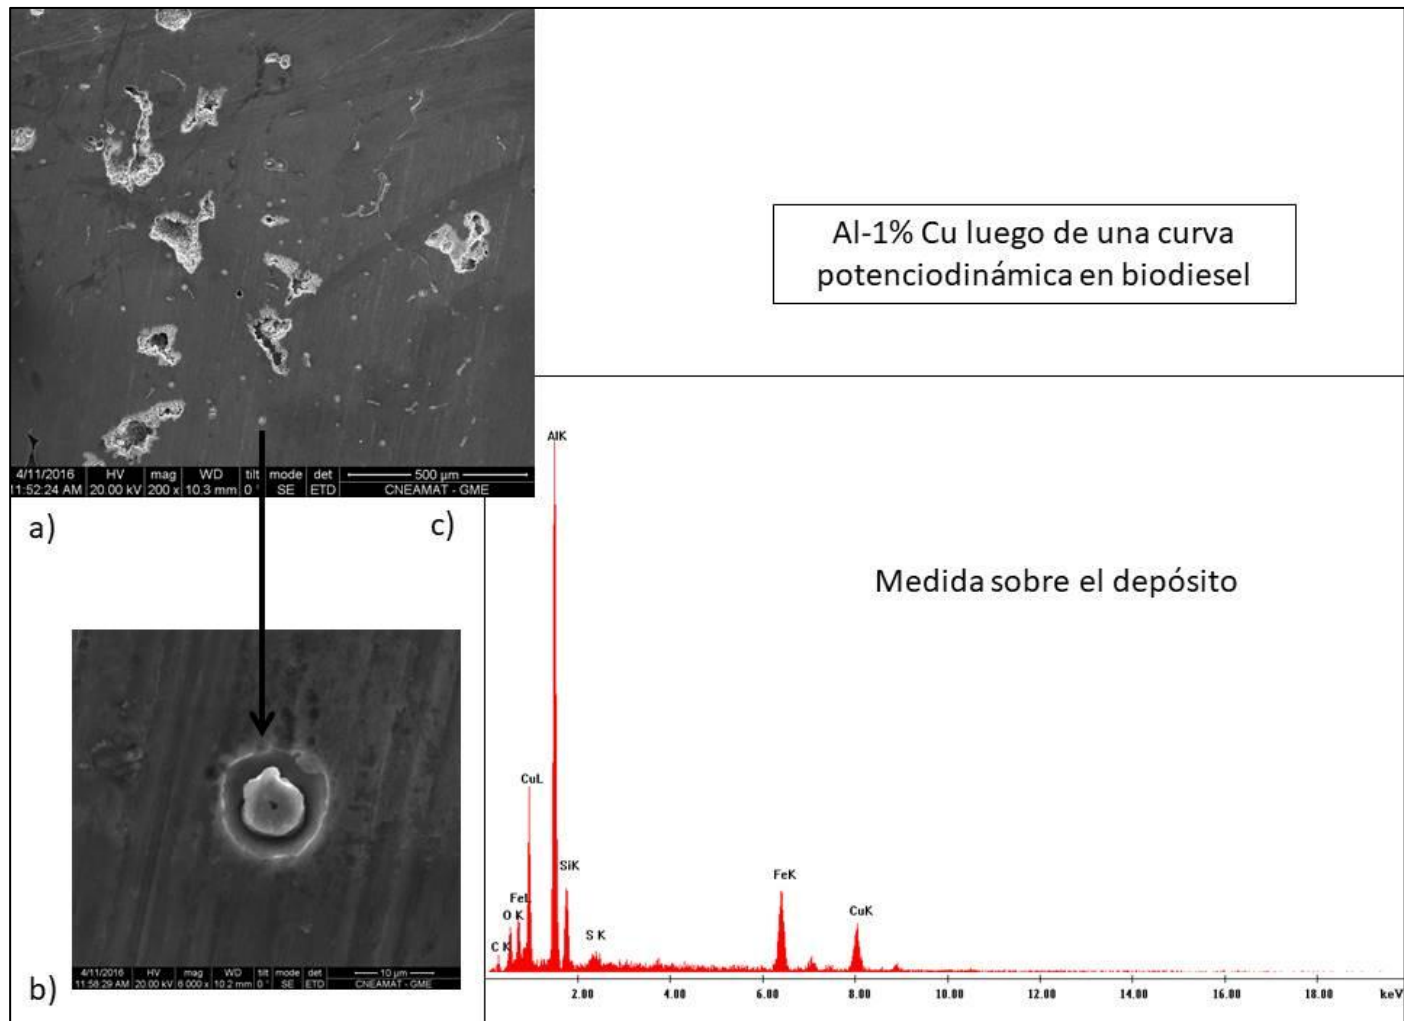 Al-1% Cu luego de una curva
potenciodinámica en biodiesel
4/11/2016 HV mag WD tilt mode det 500 µm
11:52:24 AM 20.00 kV 200 x 10.3 mm 0 ° SE ETD CNEAMAT - GME
a)
c)
Medida sobre el depósito
AlK
CuL
SiK
FeL
O K
C K
S K
FeK
CuK
2.00 4.00 6.00 8.00 10.00 12.00 14.00 16.00 18.00 keV
4/11/2016 HV mag WD tilt mode det 10 µm
11:58:29 AM 20.00 kV 6 000 x 10.2 mm 0 ° SE ETD CNEAMAT - GME
b)